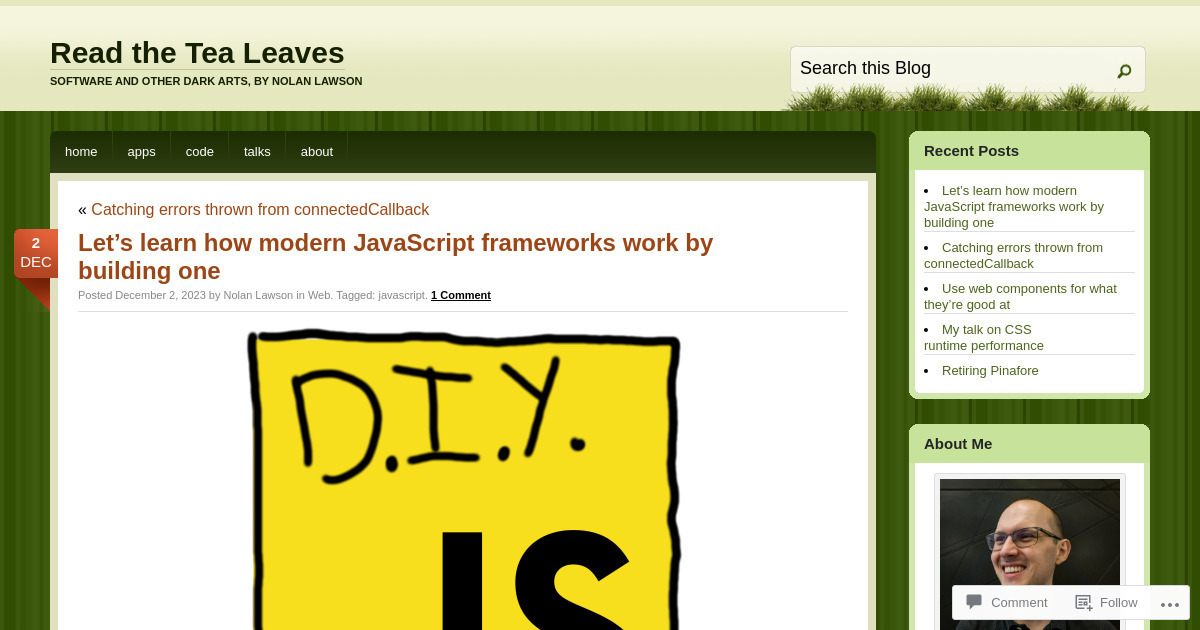 Read the Tea Leaves
SOFTWARE AND OTHER DARK ARTS, BY NOLAN LAWSON
Search this Blog
home apps code talks about
« Catching errors thrown from connectedCallback
2
DEC
Let’s learn how modern JavaScript frameworks work by
building one
Posted December 2, 2023 by Nolan Lawson in Web. Tagged: javascript. 1 Comment
D.I.Y.
JS
Recent Posts
Let’s learn how modern
JavaScript frameworks work by
building one
Catching errors thrown from
connectedCallback
Use web components for what
they’re good at
My talk on CSS
runtime performance
Retiring Pinafore
About Me
Comment Follow